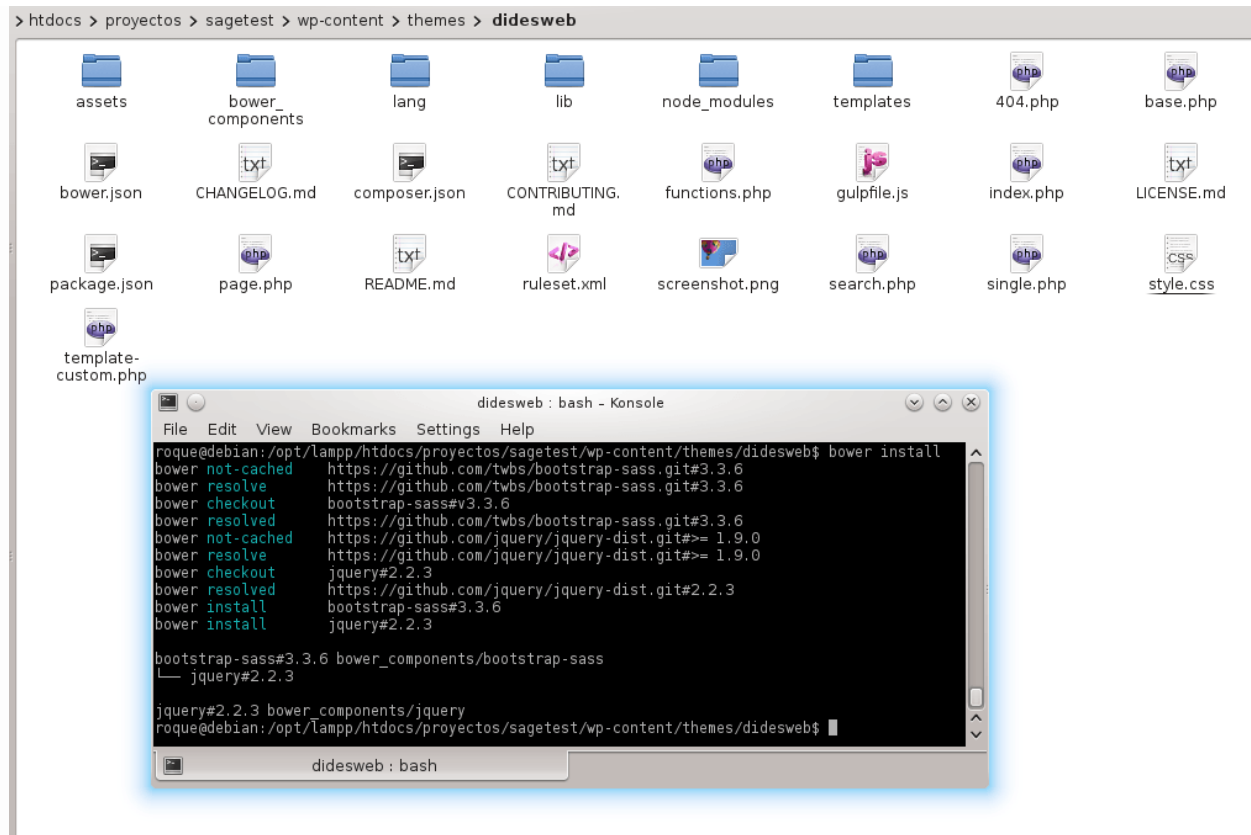 > htdocs > proyectos > sagetest > wp-content > themes > didesweb
assets
bower_
components
lang
lib
node_modules
templates
404.php
base.php
bower.json
CHANGELOG.md
composer.json
CONTRIBUTING.
md
functions.php
gulpfile.js
index.php
LICENSE.md
package.json
page.php
README.md
ruleset.xml
screenshot.png
search.php
single.php
style.css
template-
custom.php
didesweb : bash – Konsole
File Edit View Bookmarks Settings Help
roque@debian:/opt/lampp/htdocs/proyectos/sagetest/wp-content/themes/didesweb$ bower install
bower not-cached https://github.com/twbs/bootstrap-sass.git#3.3.6
bower resolve https://github.com/twbs/bootstrap-sass.git#3.3.6
bower checkout bootstrap-sass#v3.3.6
bower resolved https://github.com/twbs/bootstrap-sass.git#3.3.6
bower not-cached https://github.com/jquery/jquery-dist.git#>= 1.9.0
bower resolve https://github.com/jquery/jquery-dist.git#>= 1.9.0
bower checkout jquery#2.2.3
bower resolved https://github.com/jquery/jquery-dist.git#2.2.3
bower install bootstrap-sass#3.3.6
bower install jquery#2.2.3
bootstrap-sass#3.3.6 bower_components/bootstrap-sass
└── jquery#2.2.3
jquery#2.2.3 bower_components/jquery
roque@debian:/opt/lampp/htdocs/proyectos/sagetest/wp-content/themes/didesweb$
didesweb : bash